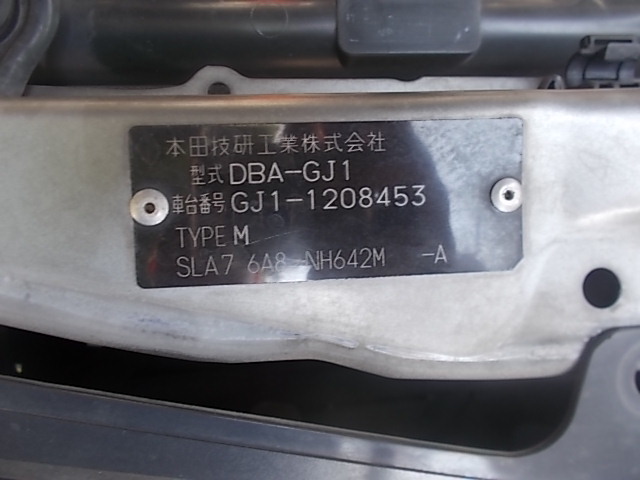 本田技研工業株式会社
型式 DBA-GJ1
車台番号 GJ1-1208453
TYPE M
SLA7 6A8 NH642M -A